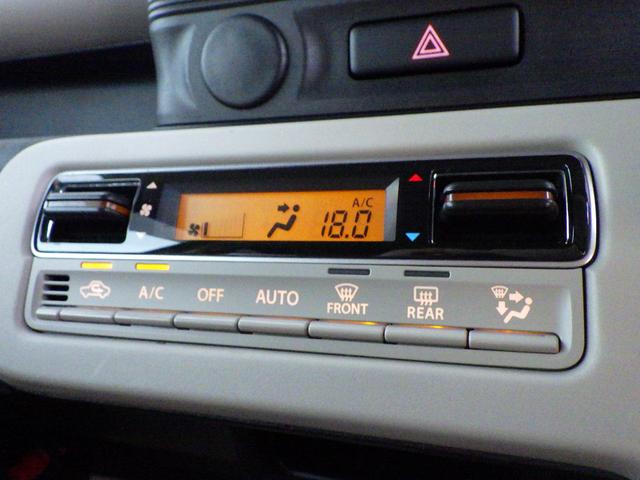 A/C
18.0
A/C
OFF
AUTO
FRONT
REAR